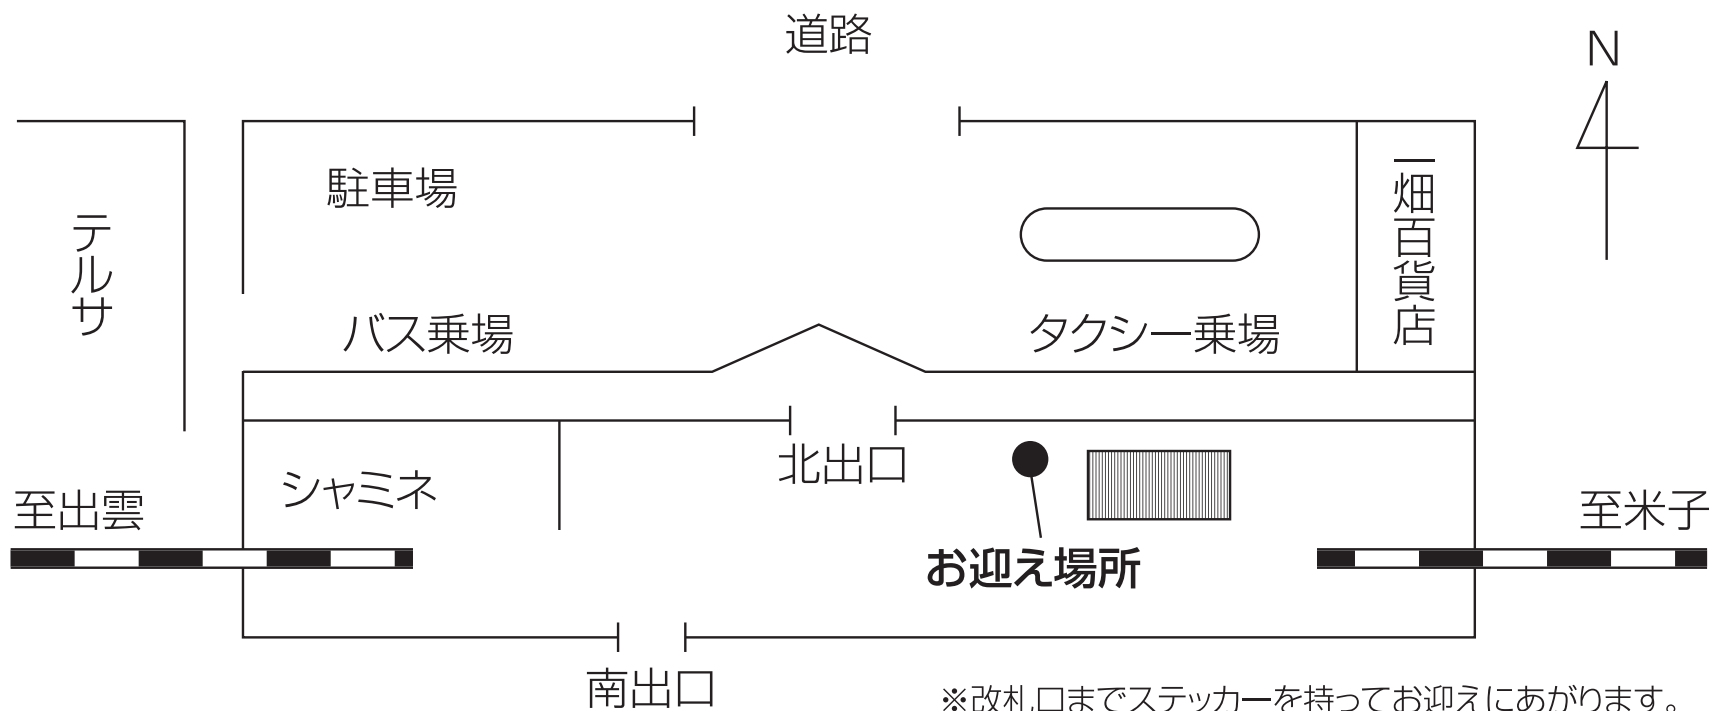 道路
N
駐車場
一畑百貨店
テルサ
バス乗場
タクシー乗場
北出口
シャミネ
至出雲
至米子
お迎え場所
南出口
※改札口までステッカーを持ってお迎えにあがります。